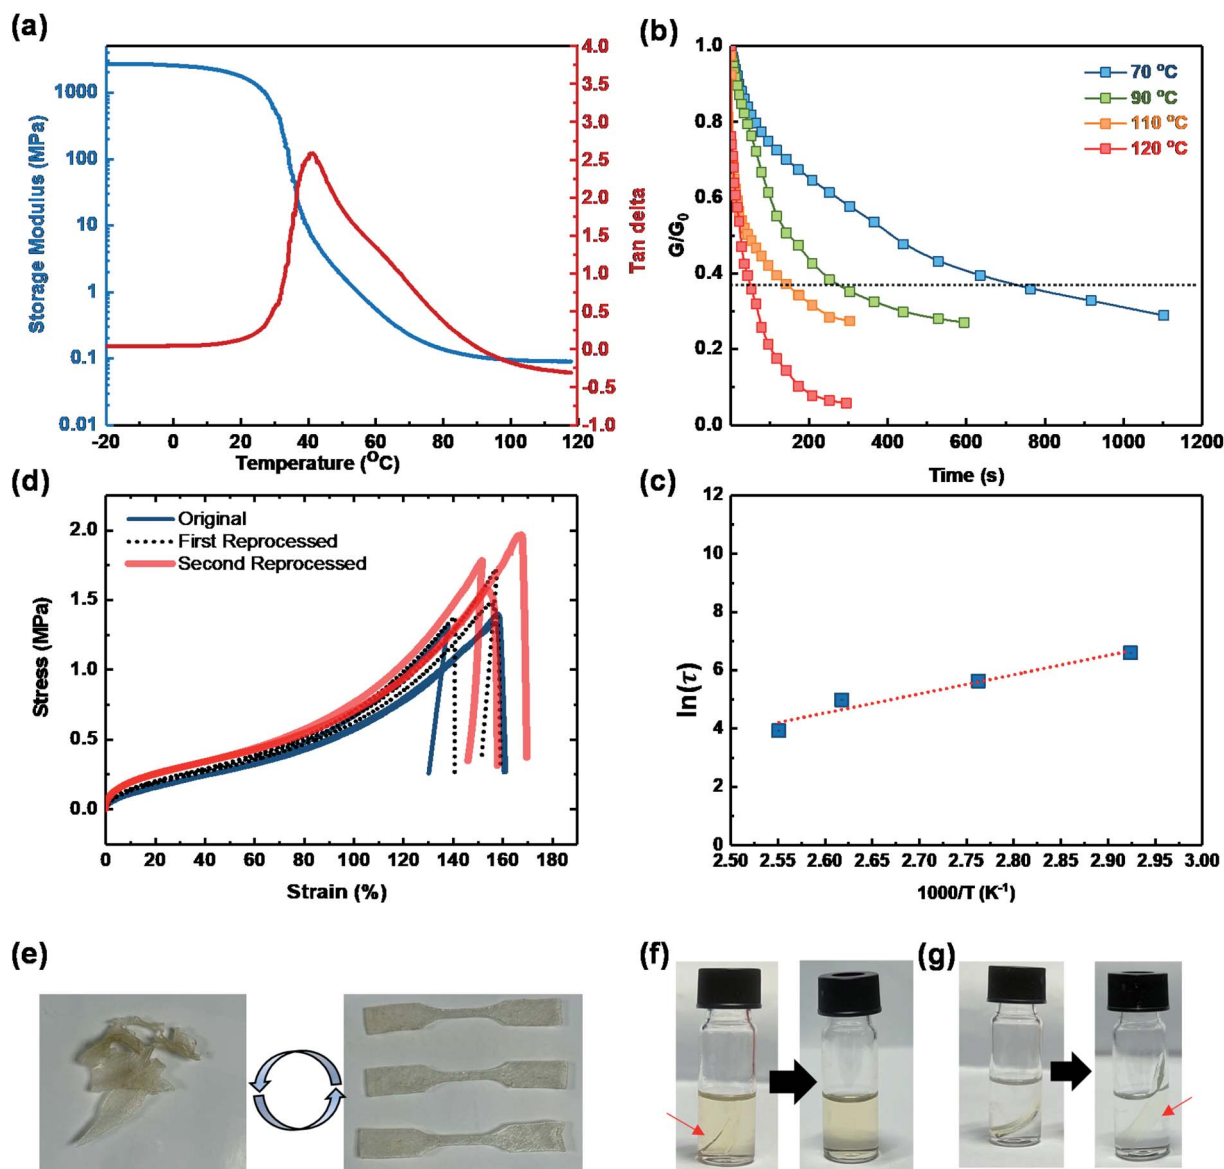 (a)
4.0
3.5
3.0
2.5
2.0
1.5
1.0
0.5
0.0
-0.5
-1.0
1000
100
10
1
0.1
0.01
Storage Modulus (MPa)
Tan delta
-20 0 20 40 60 80 100 120
Temperature (°C)
(b)
1.0
0.8
0.6
0.4
0.2
0.0
G/G0
70 °C
90 °C
110 °C
120 °C
200 400 600 800 1000 1200
Time (s)
(d)
Original
First Reprocessed
Second Reprocessed
2.0
1.5
1.0
0.5
0.0
Stress (MPa)
0 20 40 60 80 100 120 140 160 180
Strain (%)
(c)
12
10
8
6
4
2
0
ln(τ)
2.50 2.55 2.60 2.65 2.70 2.75 2.80 2.85 2.90 2.95 3.00
1000/T (K-1)
(e)
(f)
(g)